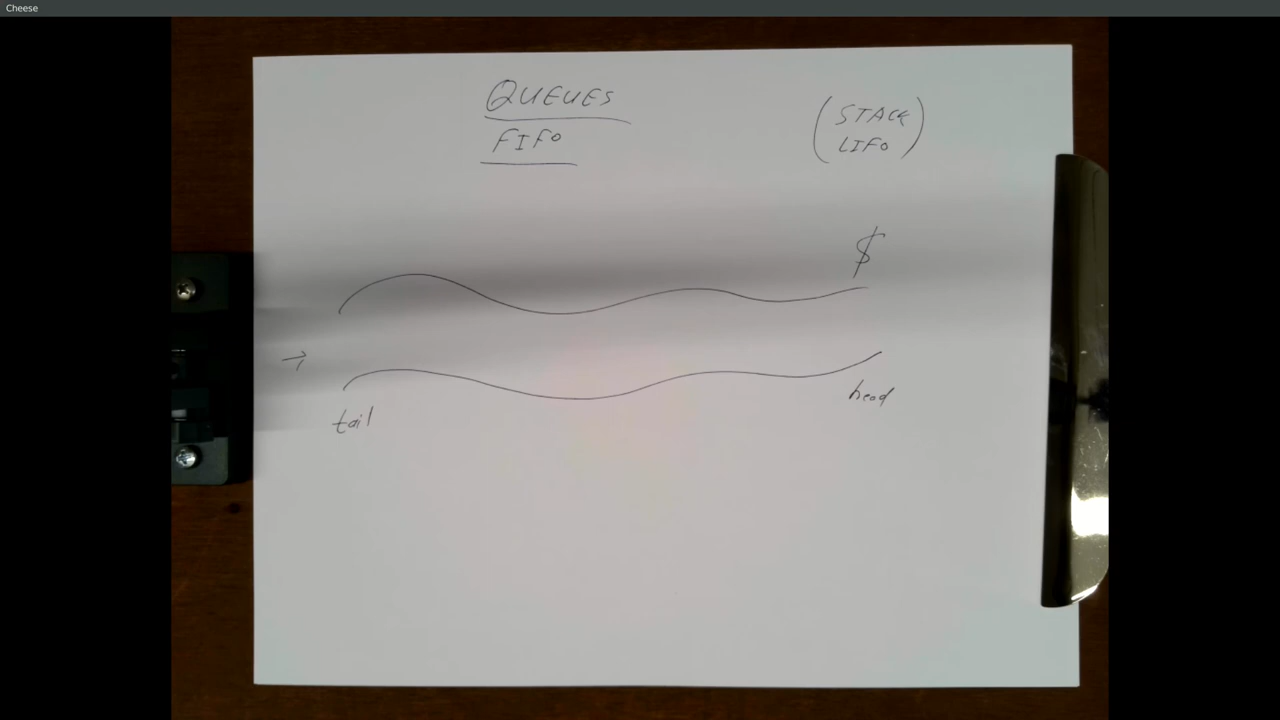 Cheese
QUEUES
FIFO
(STACK
LIFO)
$
→
tail
head